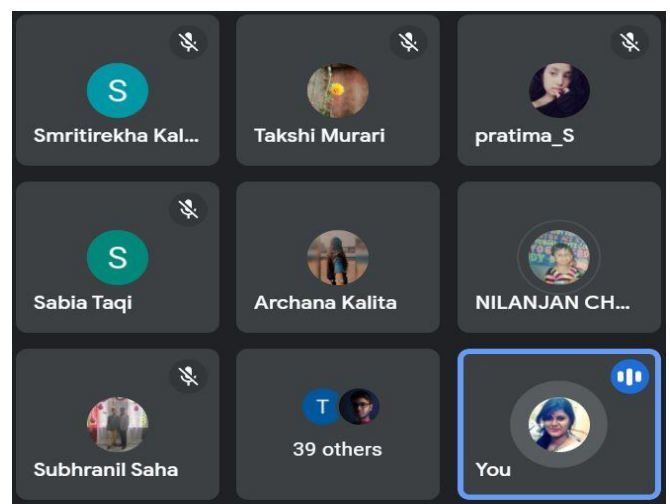 S
Smritirekha Kal...
Takshi Murari
pratima_S
S
Sabia Taqi
Archana Kalita
NILANJAN CH...
Subhranil Saha
T
39 others
You